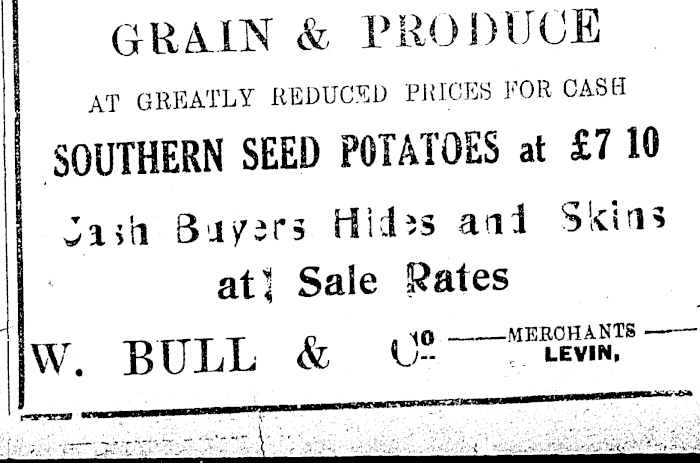 GRAIN & PRODUCE
AT GREATLY REDUCED PRICES FOR CASH
SOUTHERN SEED POTATOES at £7 10
Cash Buyers Hides and Skins
at Sale Rates
W. BULL & Co. — MERCHANTS —
LEVIN,